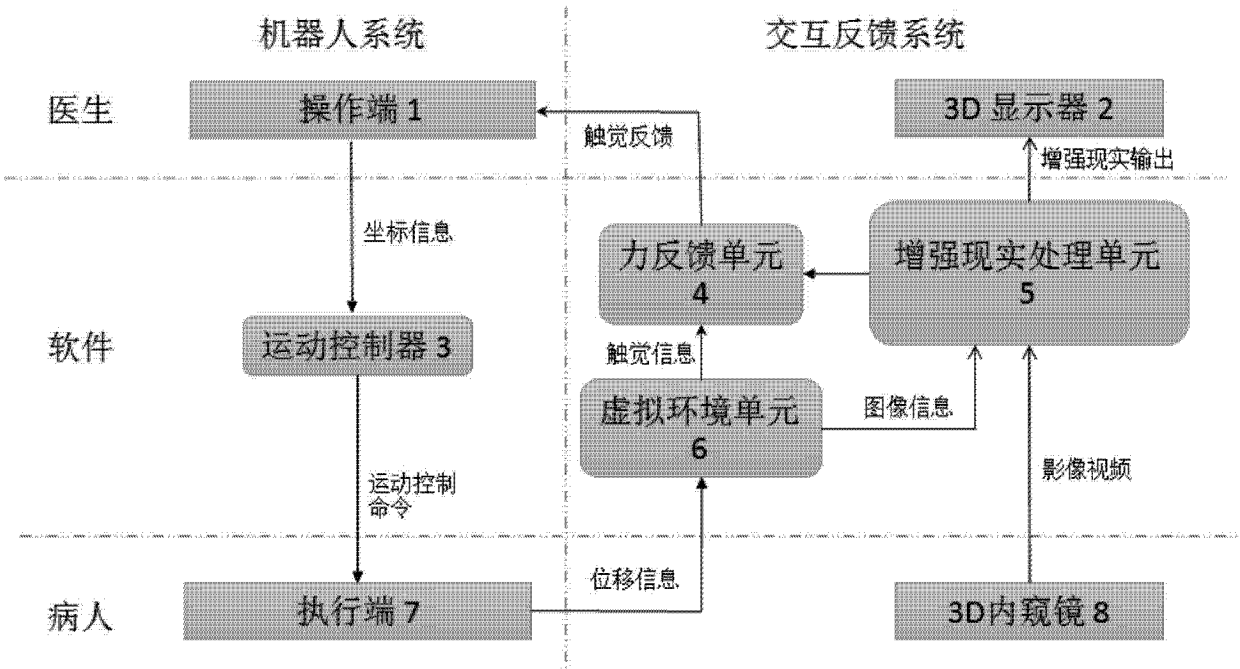 机器人系统
交互反馈系统
医生
操作端 1
3D 显示器 2
触觉反馈
增强现实输出
坐标信息
力反馈单元
4
增强现实处理单元
5
软件
运动控制器 3
触觉信息
虚拟环境单元
6
图像信息
运动控制
命令
影像视频
位移信息
病人
执行端 7
3D内窥镜 8